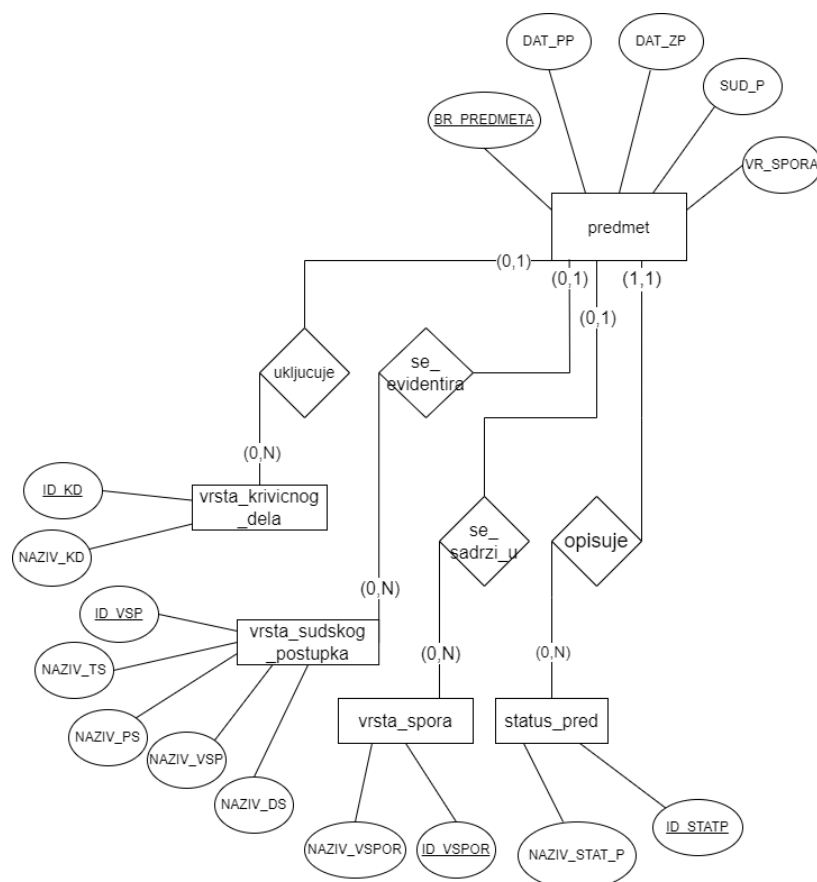 DAT_PP
DAT_ZP
SUD_P
BR_PREDMETA
VR_SPORA
predmet
(0,1)
(0,1)
(1,1)
(0,1)
ukljucuje
se_
evidentira
(0,N)
ID_KD
vrsta_krivicnog
_dela
NAZIV_KD
se_
sadrzi_u
opisuje
(0,N)
ID_VSP
vrsta_sudskog
_postupka
NAZIV_TS
(0,N)
(0,N)
NAZIV_PS
NAZIV_VSP
NAZIV_DS
vrsta_spora
status_pred
NAZIV_VSPOR
ID_VSPOR
NAZIV_STAT_P
ID_STATP